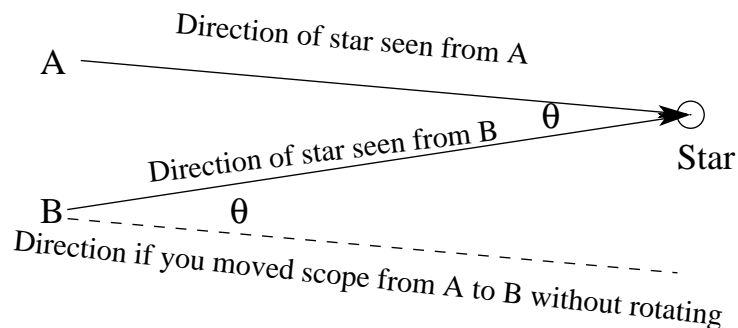 Direction of star seen from A
A
θ
Direction of star seen from B
Star
B
θ
Direction if you moved scope from A to B without rotating